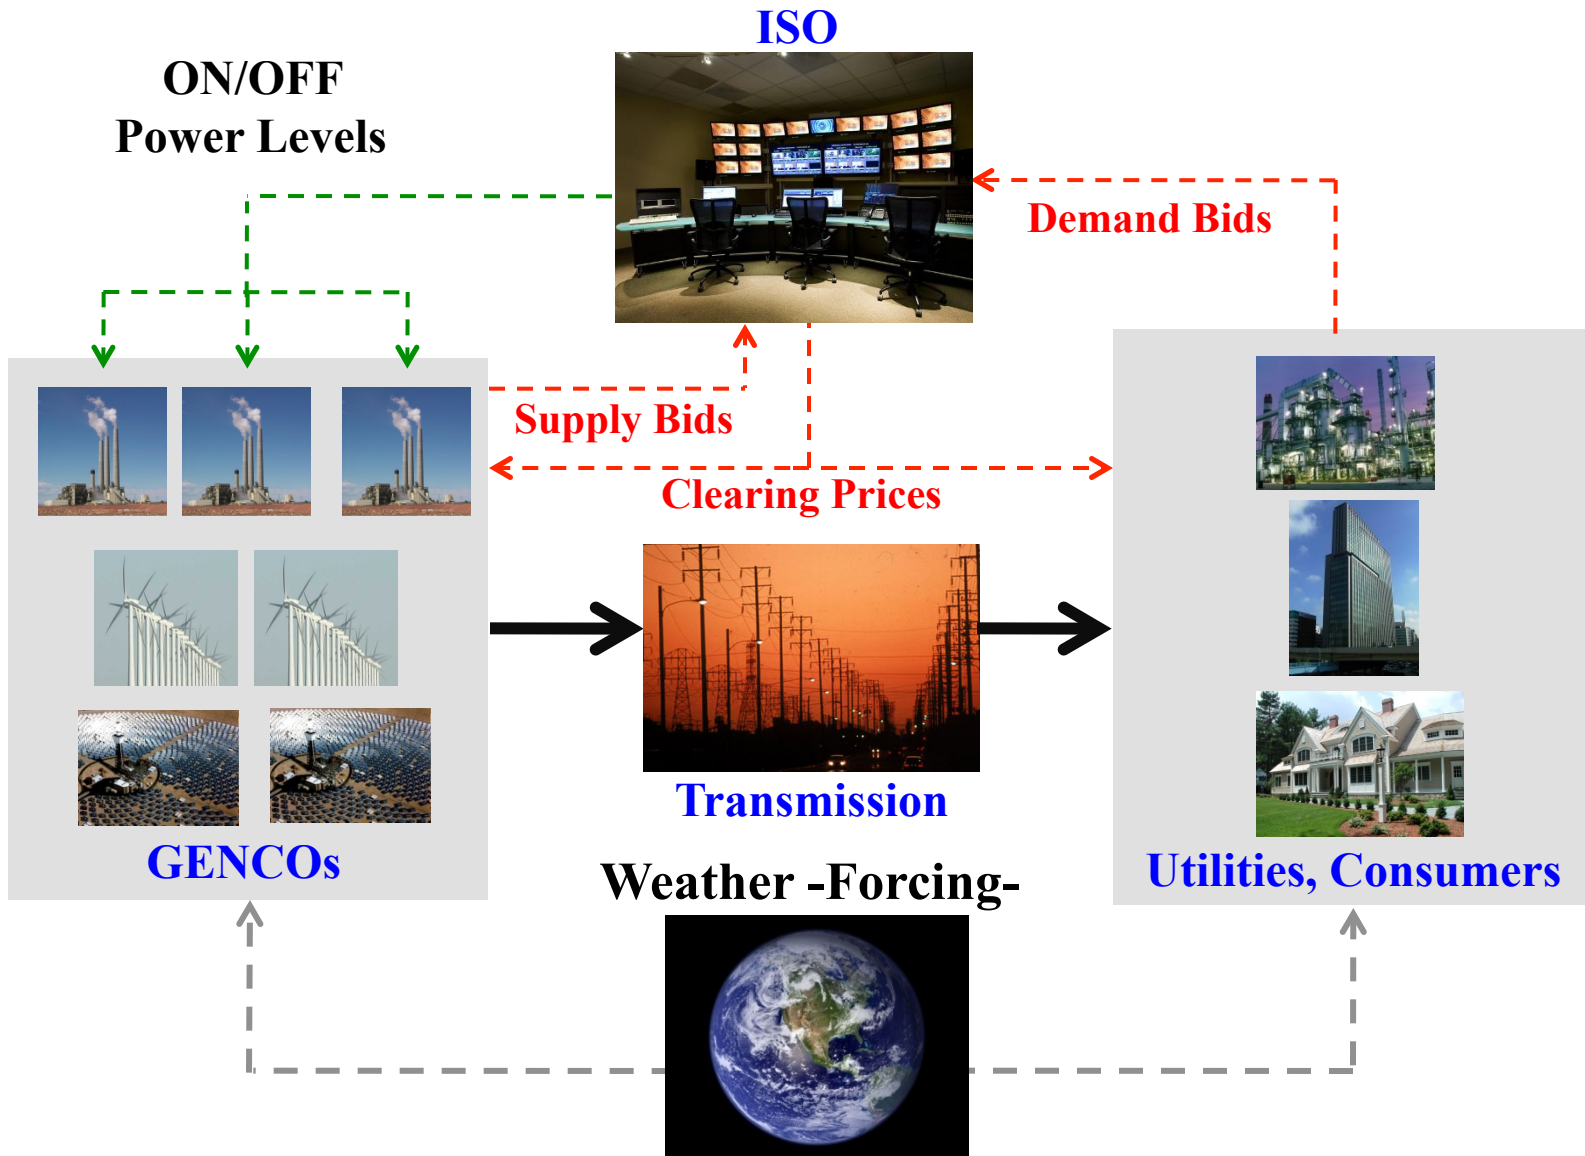 ISO
ON/OFF
Power Levels
Demand Bids
Supply Bids
Clearing Prices
Transmission
GENCOs
Weather -Forcing-
Utilities, Consumers